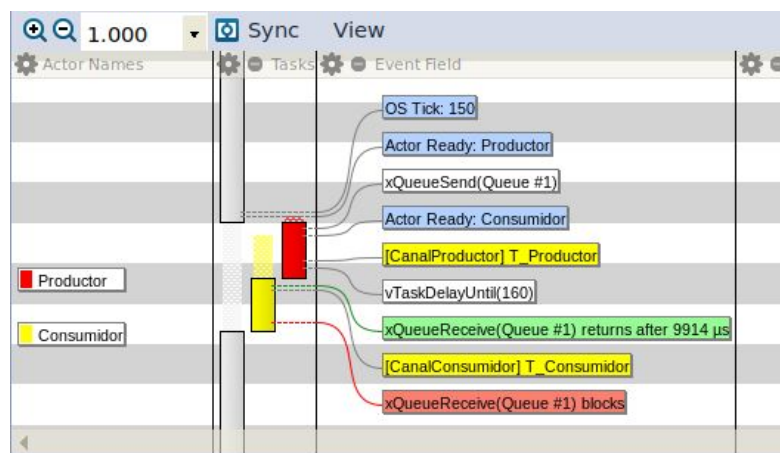 1.000 Sync View
Actor Names Tasks Event Field
OS Tick: 150
Actor Ready: Productor
xQueueSend(Queue #1)
Actor Ready: Consumidor
[CanalProductor] T_Productor
Productor
vTaskDelayUntil(160)
xQueueReceive(Queue #1) returns after 9914 µs
Consumidor
[CanalConsumidor] T_Consumidor
xQueueReceive(Queue #1) blocks